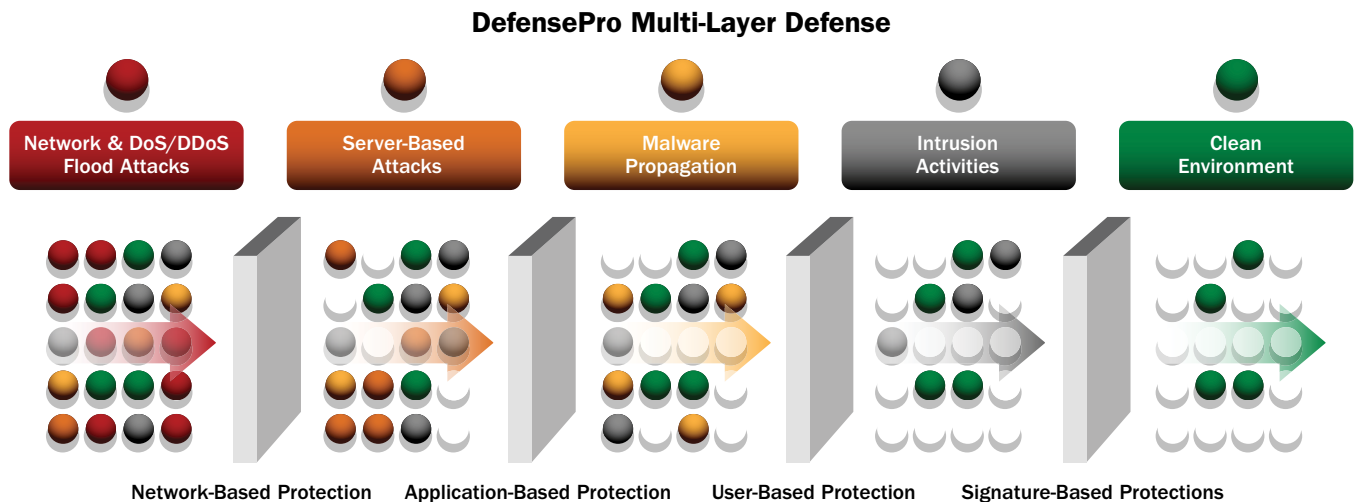 DefensePro Multi-Layer Defense
Network & DoS/DDoS
Flood Attacks
Server-Based
Attacks
Malware
Propagation
Intrusion
Activities
Clean
Environment
Network-Based Protection
Application-Based Protection
User-Based Protection
Signature-Based Protections